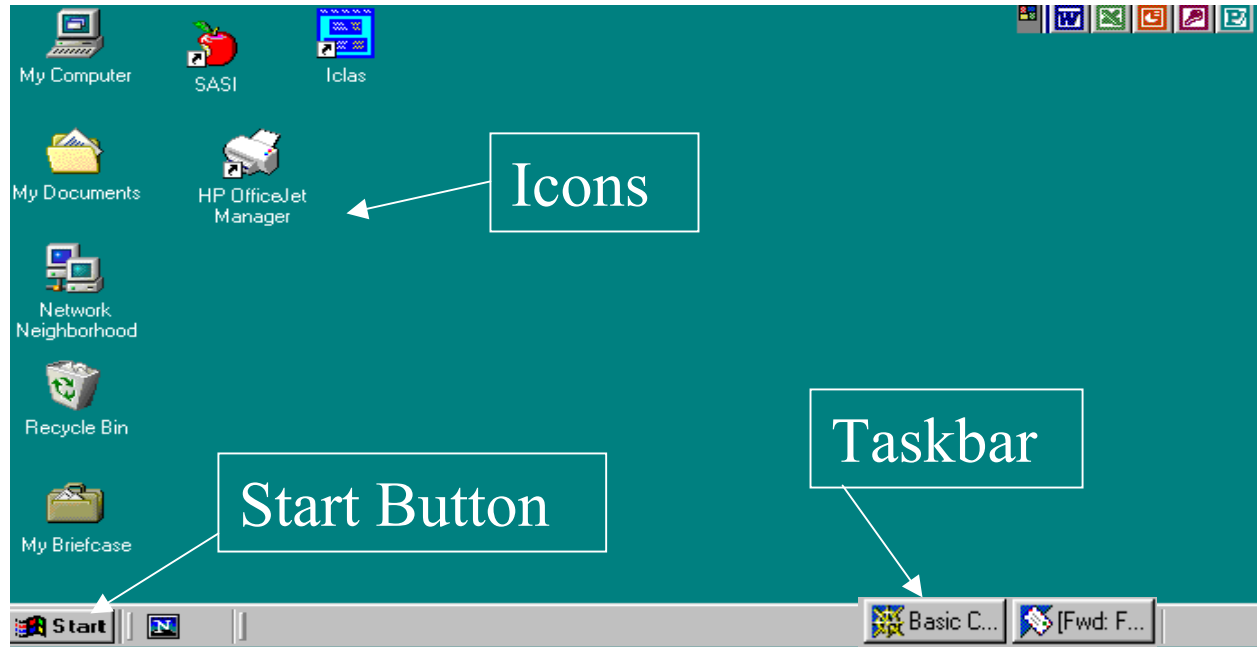 My Computer
SASI
Iclas
W
My Documents
HP OfficeJet
Manager
Icons
Network
Neighborhood
Recycle Bin
Taskbar
Start Button
My Briefcase
Start
N
Basic C...
[Fwd: F...